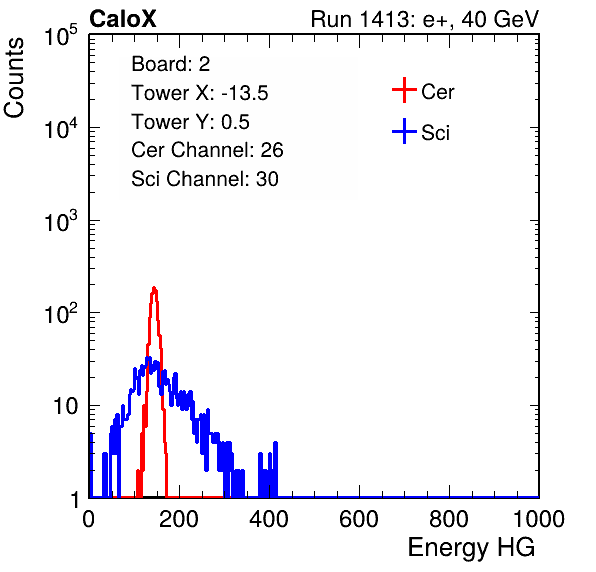 CaloX Run 1413: e+, 40 GeV
Counts
Board: 2
Tower X: -13.5
Tower Y: 0.5
Cer Channel: 26
Sci Channel: 30
Cer
Sci
10^5
10^4
10^3
10^2
10
1
0 200 400 600 800 1000
Energy HG